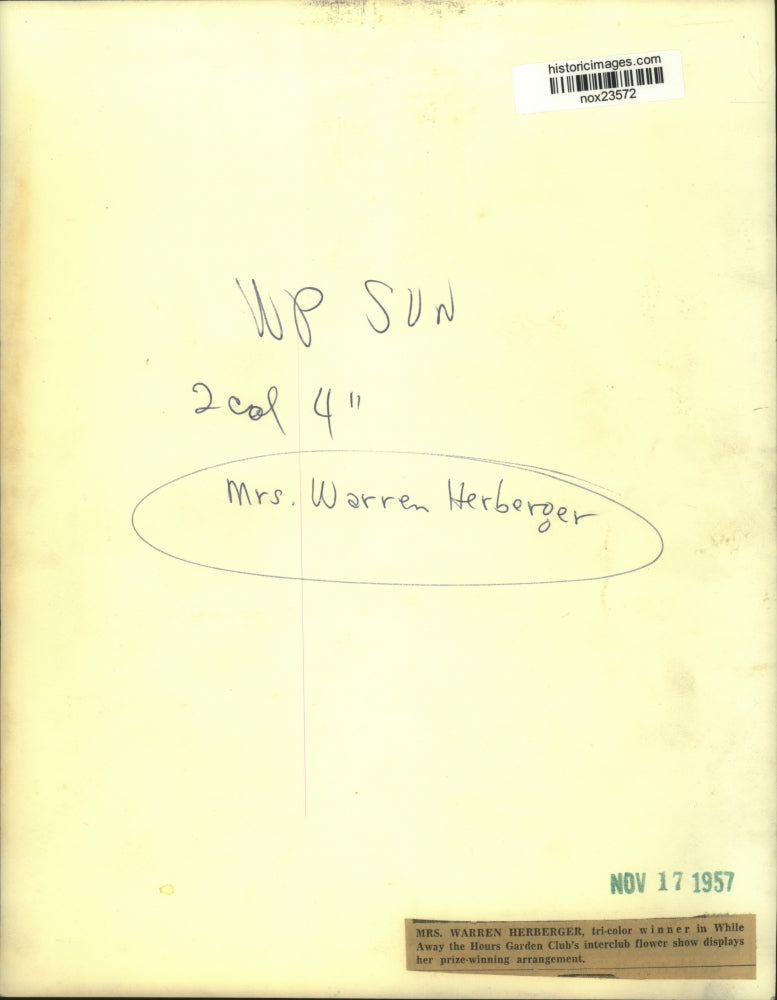 historicimages.com
nox23572
WP SUN
2 col 4"
Mrs. Warren Herberger
NOV 17 1957
MRS. WARREN HERBERGER, tri-color winner in While
Away the Hours Garden Club's interclub flower show displays
her prize-winning arrangement.